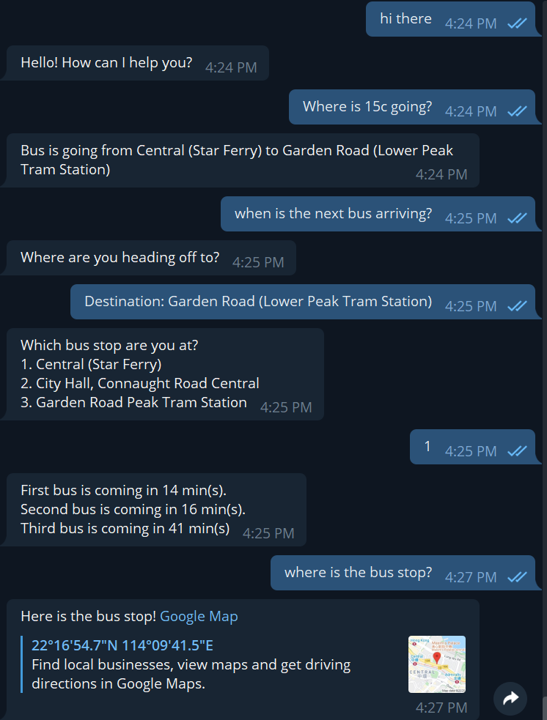 hi there 4:24 PM
Hello! How can I help you? 4:24 PM
Where is 15c going? 4:24 PM
Bus is going from Central (Star Ferry) to Garden Road (Lower Peak
Tram Station) 4:24 PM
when is the next bus arriving? 4:25 PM
Where are you heading off to? 4:25 PM
Destination: Garden Road (Lower Peak Tram Station) 4:25 PM
Which bus stop are you at?
1. Central (Star Ferry)
2. City Hall, Connaught Road Central
3. Garden Road Peak Tram Station 4:25 PM
1 4:25 PM
First bus is coming in 14 min(s).
Second bus is coming in 16 min(s).
Third bus is coming in 41 min(s) 4:25 PM
where is the bus stop? 4:27 PM
Here is the bus stop! Google Map
22°16'54.7"N 114°09'41.5"E
Find local businesses, view maps and get driving
directions in Google Maps.
4:27 PM